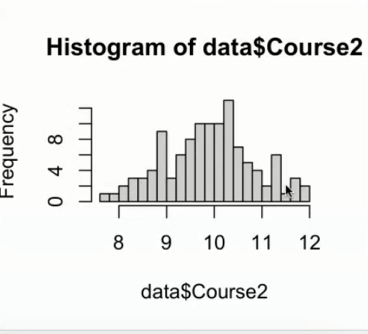 Histogram of data$Course2
Frequency
8
4
0
8 9 10 11 12
data$Course2